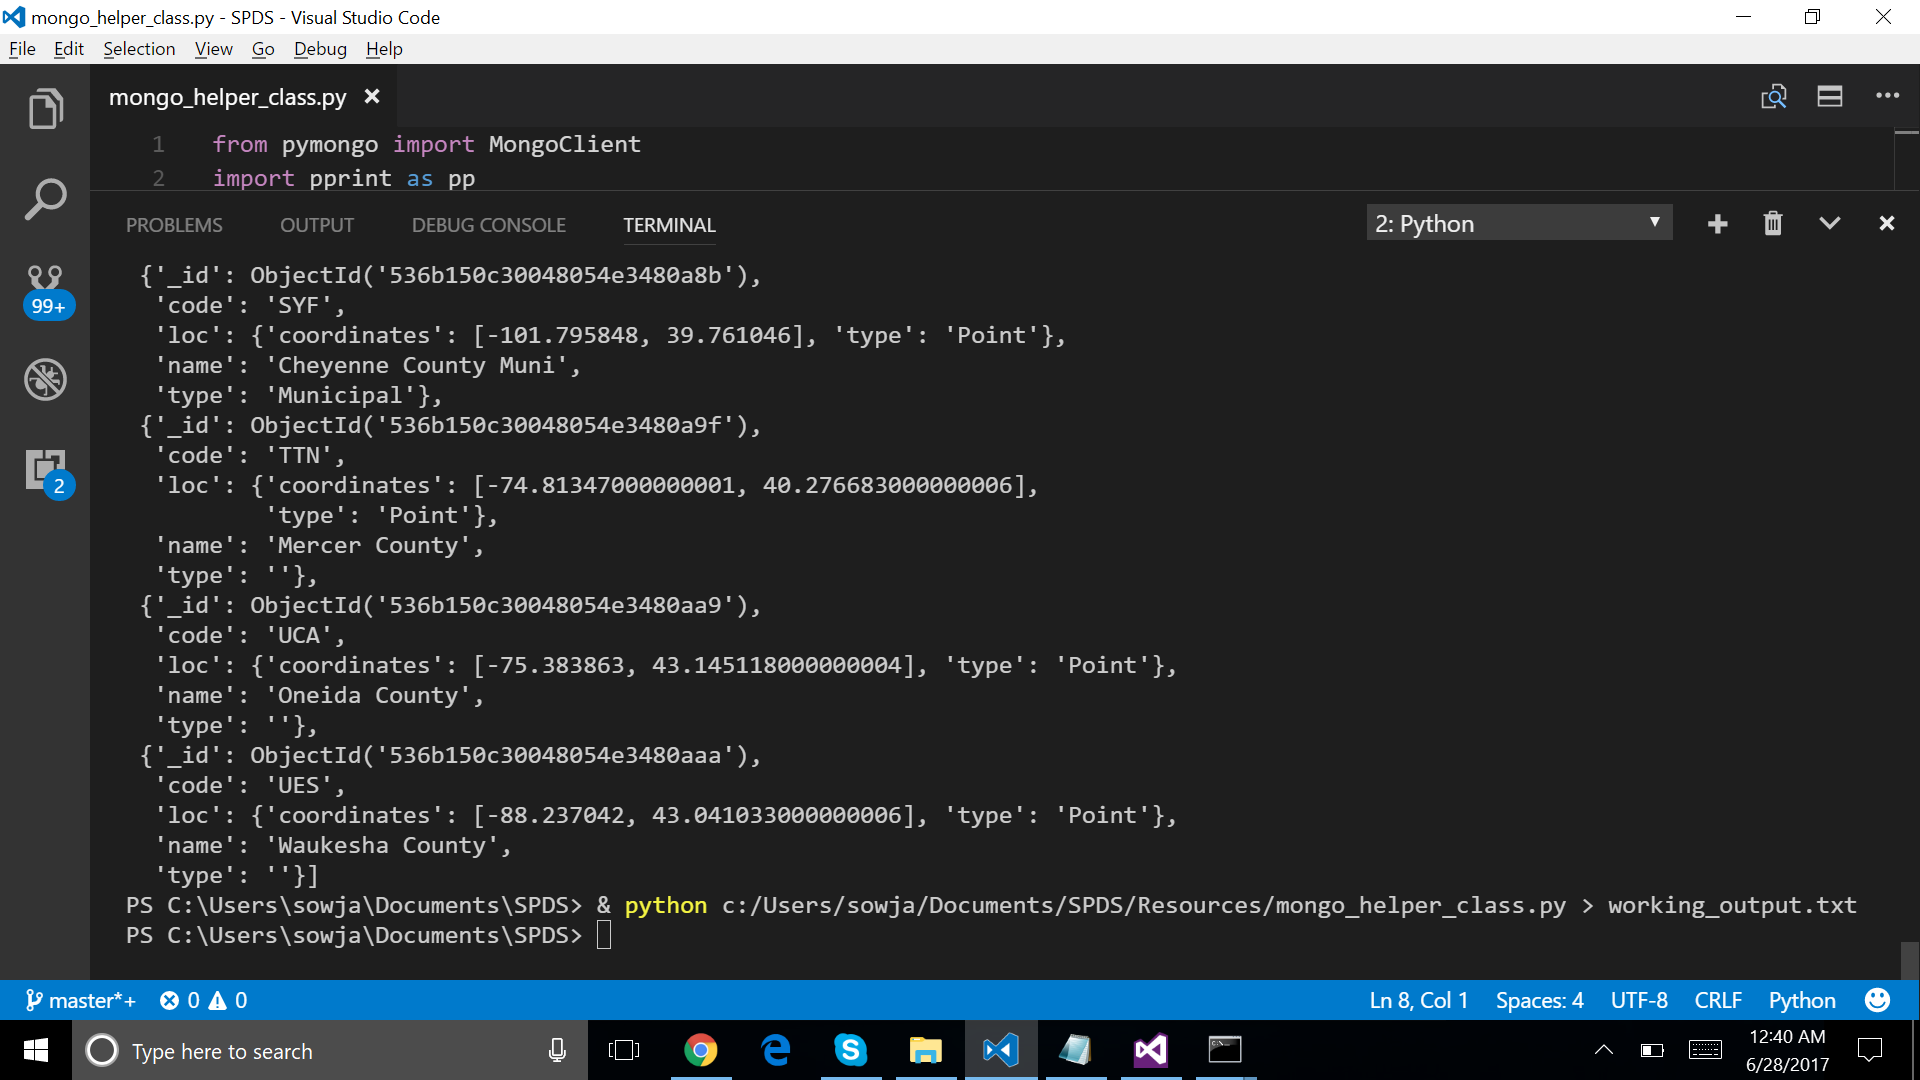 mongo_helper_class.py - SPDS - Visual Studio Code
File Edit Selection View Go Debug Help
mongo_helper_class.py
1 from pymongo import MongoClient
2 import pprint as pp
PROBLEMS OUTPUT DEBUG CONSOLE TERMINAL 2: Python
{'_id': ObjectId('536b150c30048054e3480a8b'),
'code': 'SYF',
'loc': {'coordinates': [-101.795848, 39.761046], 'type': 'Point'},
'name': 'Cheyenne County Muni',
'type': 'Municipal'},
{'_id': ObjectId('536b150c30048054e3480a9f'),
'code': 'TTN',
'loc': {'coordinates': [-74.81347000000001, 40.276683000000006],
'type': 'Point'},
'name': 'Mercer County',
'type': ''},
{'_id': ObjectId('536b150c30048054e3480aa9'),
'code': 'UCA',
'loc': {'coordinates': [-75.383863, 43.145118000000004], 'type': 'Point'},
'name': 'Oneida County',
'type': ''},
{'_id': ObjectId('536b150c30048054e3480aaa'),
'code': 'UES',
'loc': {'coordinates': [-88.237042, 43.041033000000006], 'type': 'Point'},
'name': 'Waukesha County',
'type': ''}]
PS C:\Users\sowja\Documents\SPDS> & python c:/Users/sowja/Documents/SPDS/Resources/mongo_helper_class.py > working_output.txt
PS C:\Users\sowja\Documents\SPDS>
99+
2
master*+ 0 0 Ln 8, Col 1 Spaces: 4 UTF-8 CRLF Python
Type here to search
12:40 AM
6/28/2017